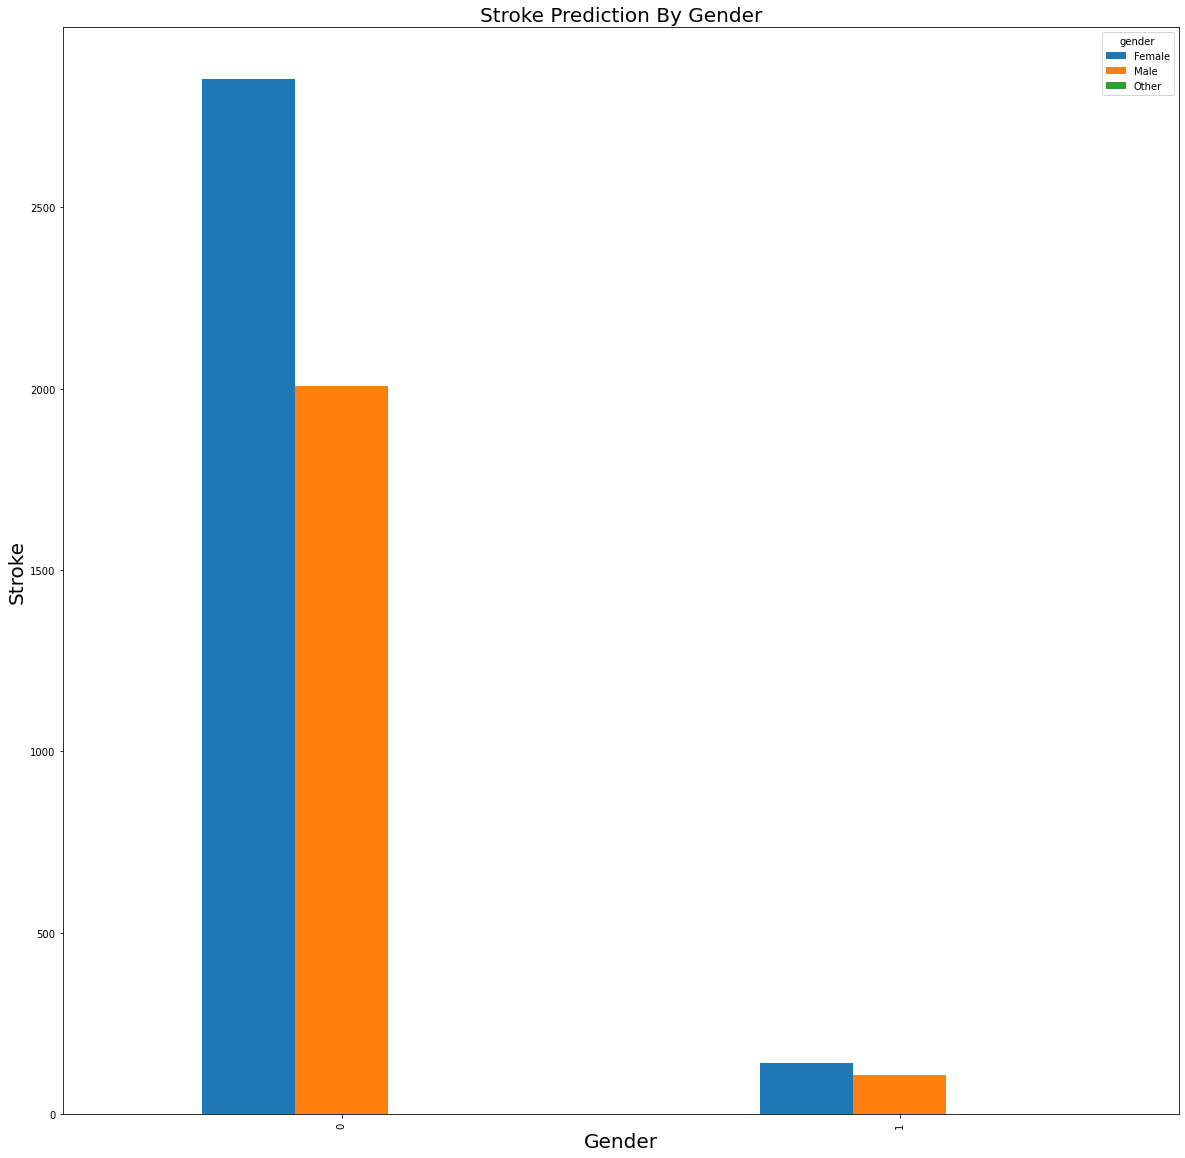 Stroke Prediction By Gender
gender
Female
Male
Other
2500
2000
1500
1000
500
0
Stroke
0
1
Gender